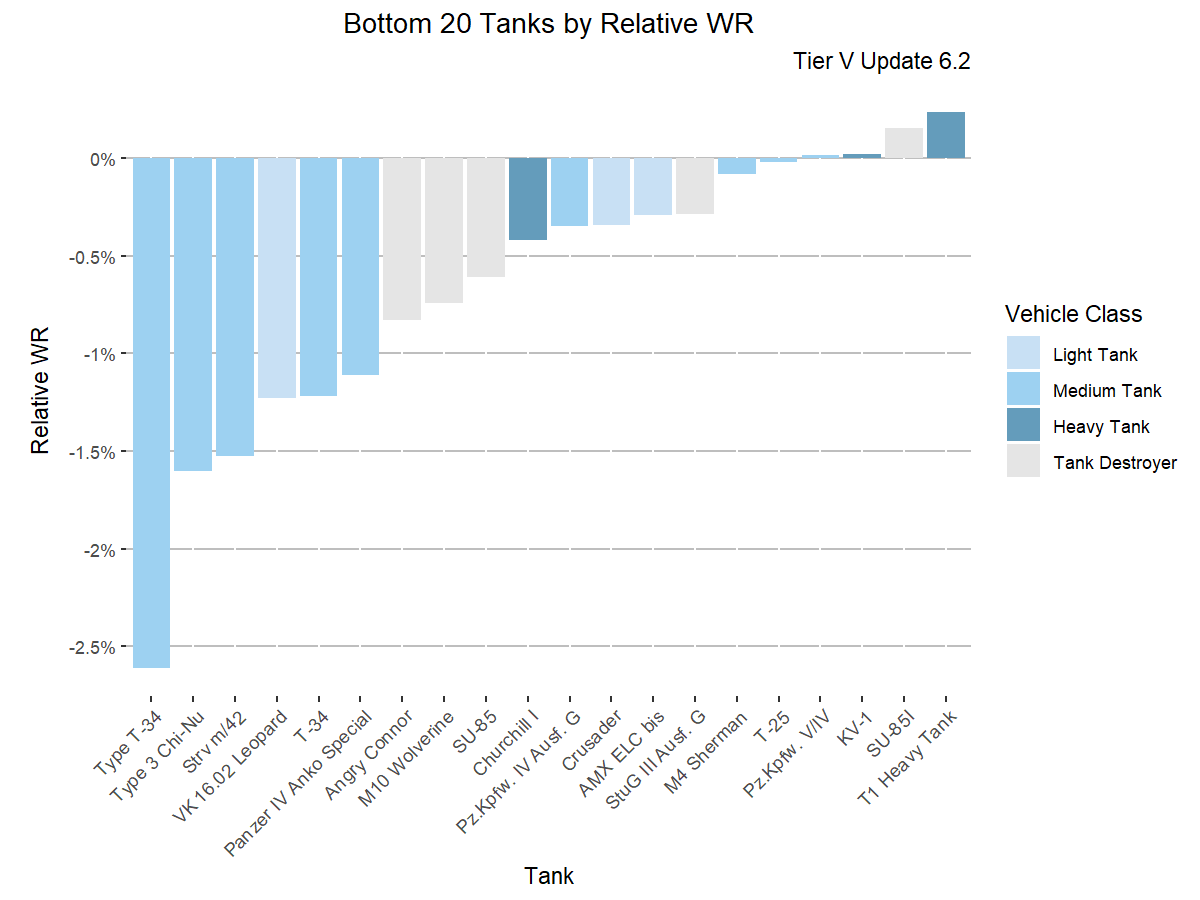 Bottom 20 Tanks by Relative WR
Tier V Update 6.2
Relative WR
0%
-0.5%
-1%
-1.5%
-2%
-2.5%
Type T-34
Type 3 Chi-Nu
Strv m/42
VK 16.02 Leopard
T-34
Panzer IV Anko Special
Angry Connor
M10 Wolverine
SU-85
Churchill I
Pz.Kpfw. IV Ausf. G
Crusader
AMX ELC bis
StuG III Ausf. G
M4 Sherman
T-25
Pz.Kpfw. V/IV
KV-1
SU-85I
T1 Heavy Tank
Tank
Vehicle Class
Light Tank
Medium Tank
Heavy Tank
Tank Destroyer